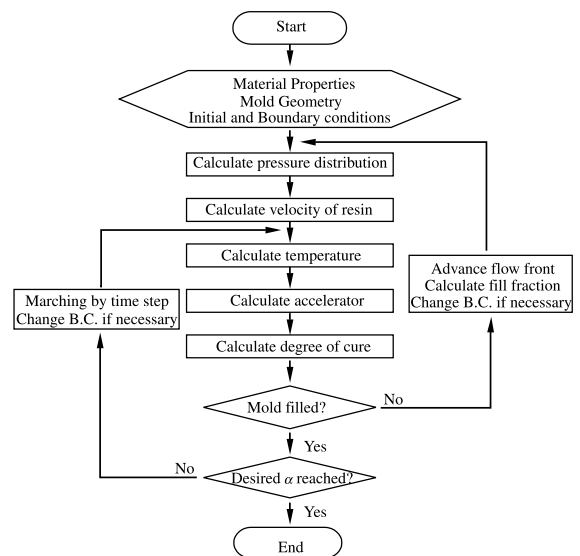 Start
Material Properties
Mold Geometry
Initial and Boundary conditions
Calculate pressure distribution
Calculate velocity of resin
Calculate temperature
Advance flow front
Calculate fill fraction
Change B.C. if necessary
Marching by time step
Change B.C. if necessary
Calculate accelerator
Calculate degree of cure
Mold filled?
No
Yes
No
Desired α reached?
Yes
End